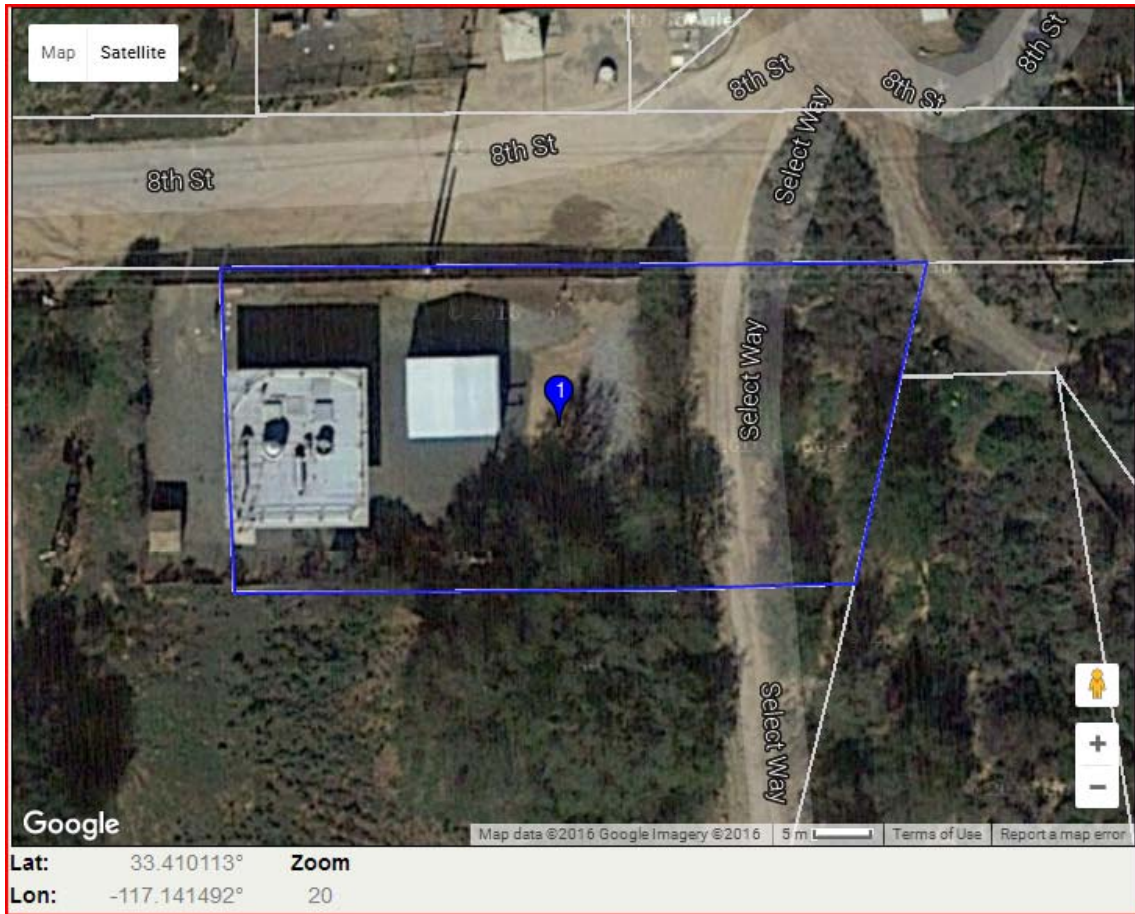 Map Satellite
8th St
8th St
8th St
8th St
8th St
Select Way
© 2016
1
Select Way
Select Way
+
−
Google
Map data ©2016 Google Imagery ©2016 5 m Terms of Use Report a map error
Lat: 33.410113° Zoom
Lon: -117.141492° 20